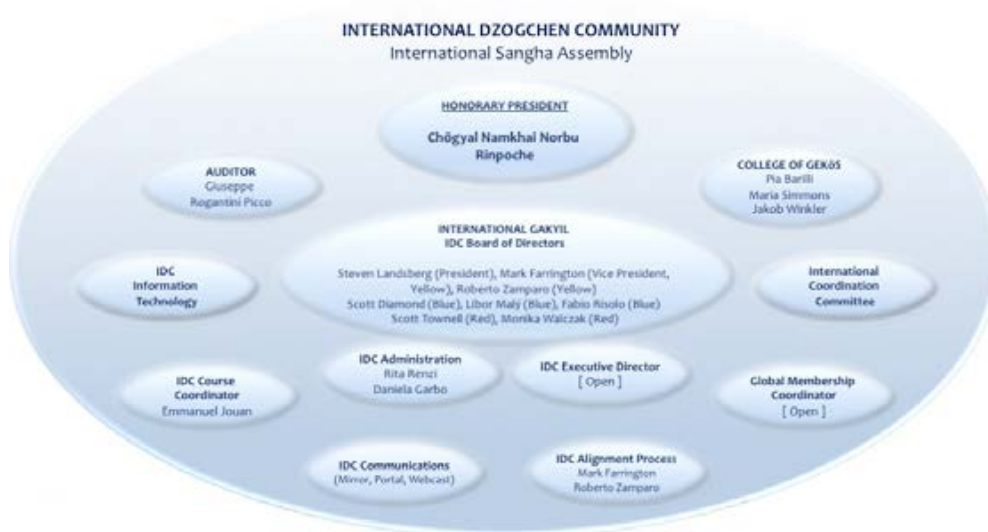 INTERNATIONAL DZOGCHEN COMMUNITY
International Sangha Assembly
HONORARY PRESIDENT
Chögyal Namkhai Norbu
Rinpoche
AUDITOR
Giuseppe
Rogantini Picco
COLLEGE OF GEKöS
Pia Barilli
Maria Simmons
Jakob Winkler
INTERNATIONAL GAKYIL
IDC Board of Directors
Steven Landsberg (President), Mark Farrington (Vice President,
Yellow), Roberto Zamparo (Yellow)
Scott Diamond (Blue), Libor Malý (Blue), Fabio Risolo (Blue)
Scott Townell (Red), Monika Walczak (Red)
IDC
Information
Technology
International
Coordination
Committee
IDC Administration
Rita Renzi
Daniela Garbo
IDC Executive Director
[ Open ]
IDC Course
Coordinator
Emmanuel Jouan
Global Membership
Coordinator
[ Open ]
IDC Communications
(Mirror, Portal, Webcast)
IDC Alignment Process
Mark Farrington
Roberto Zamparo